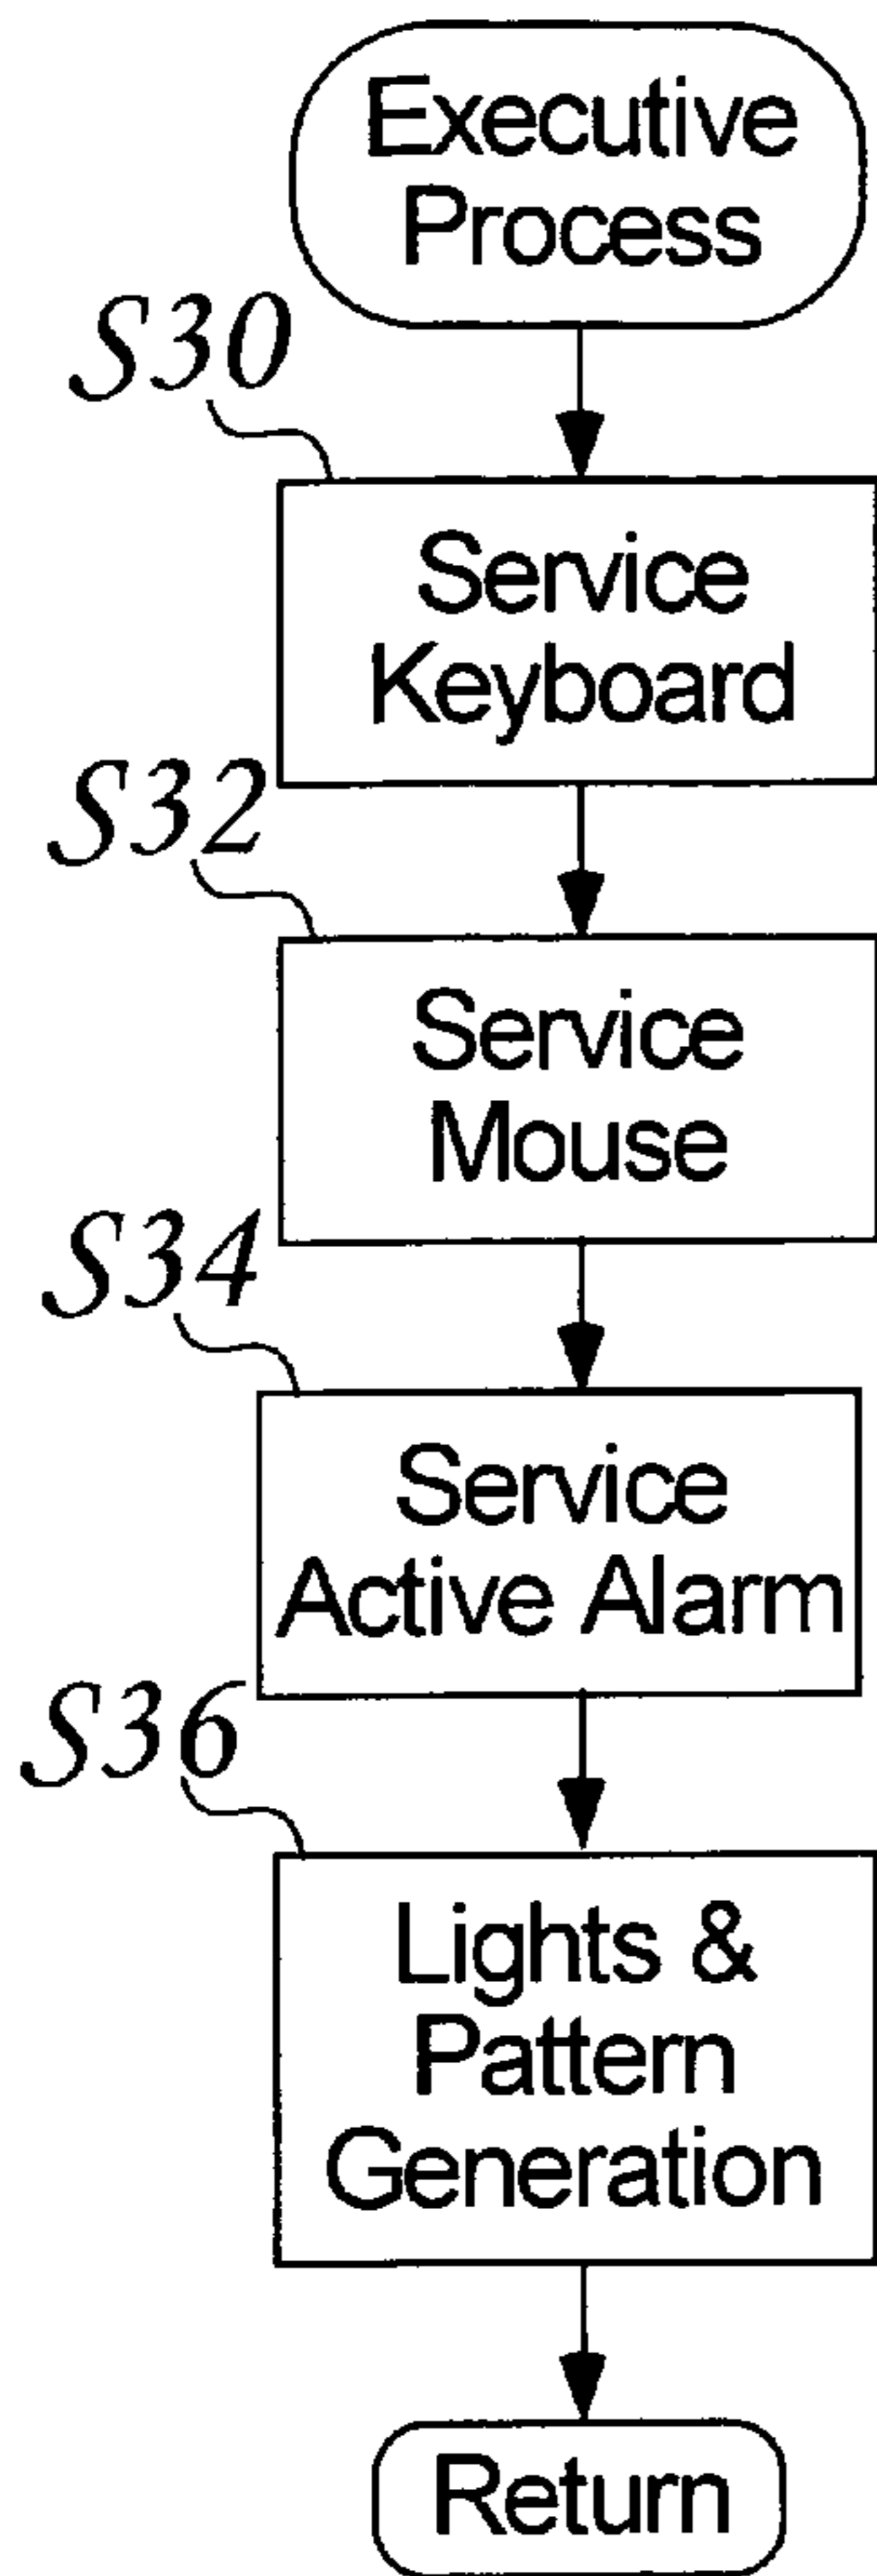 Executive
Process
S30
Service
Keyboard
S32
Service
Mouse
S34
Service
Active Alarm
S36
Lights &
Pattern
Generation
Return